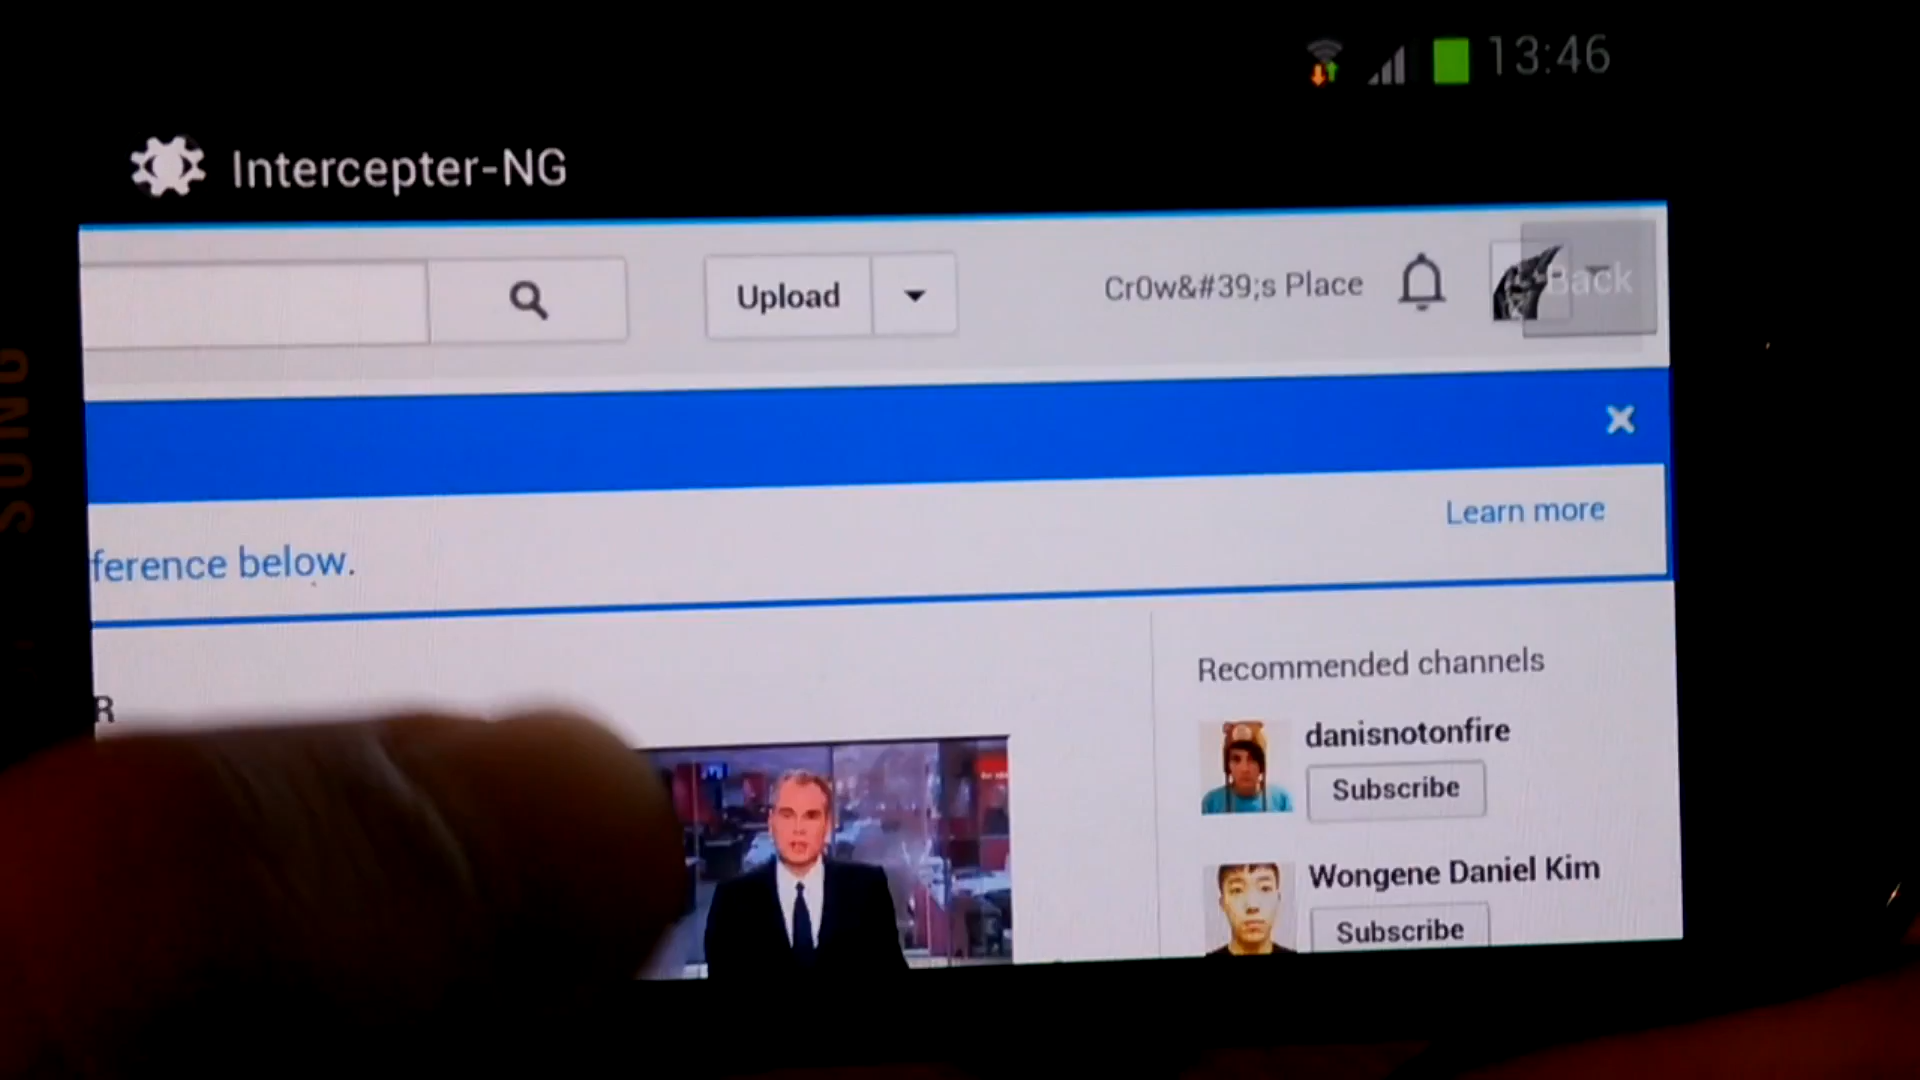 13:46
Intercepter-NG
Upload
Cr0w&#39;s Place
Back
Learn more
ference below.
R
Recommended channels
danisnotonfire
Subscribe
Wongene Daniel Kim
Subscribe